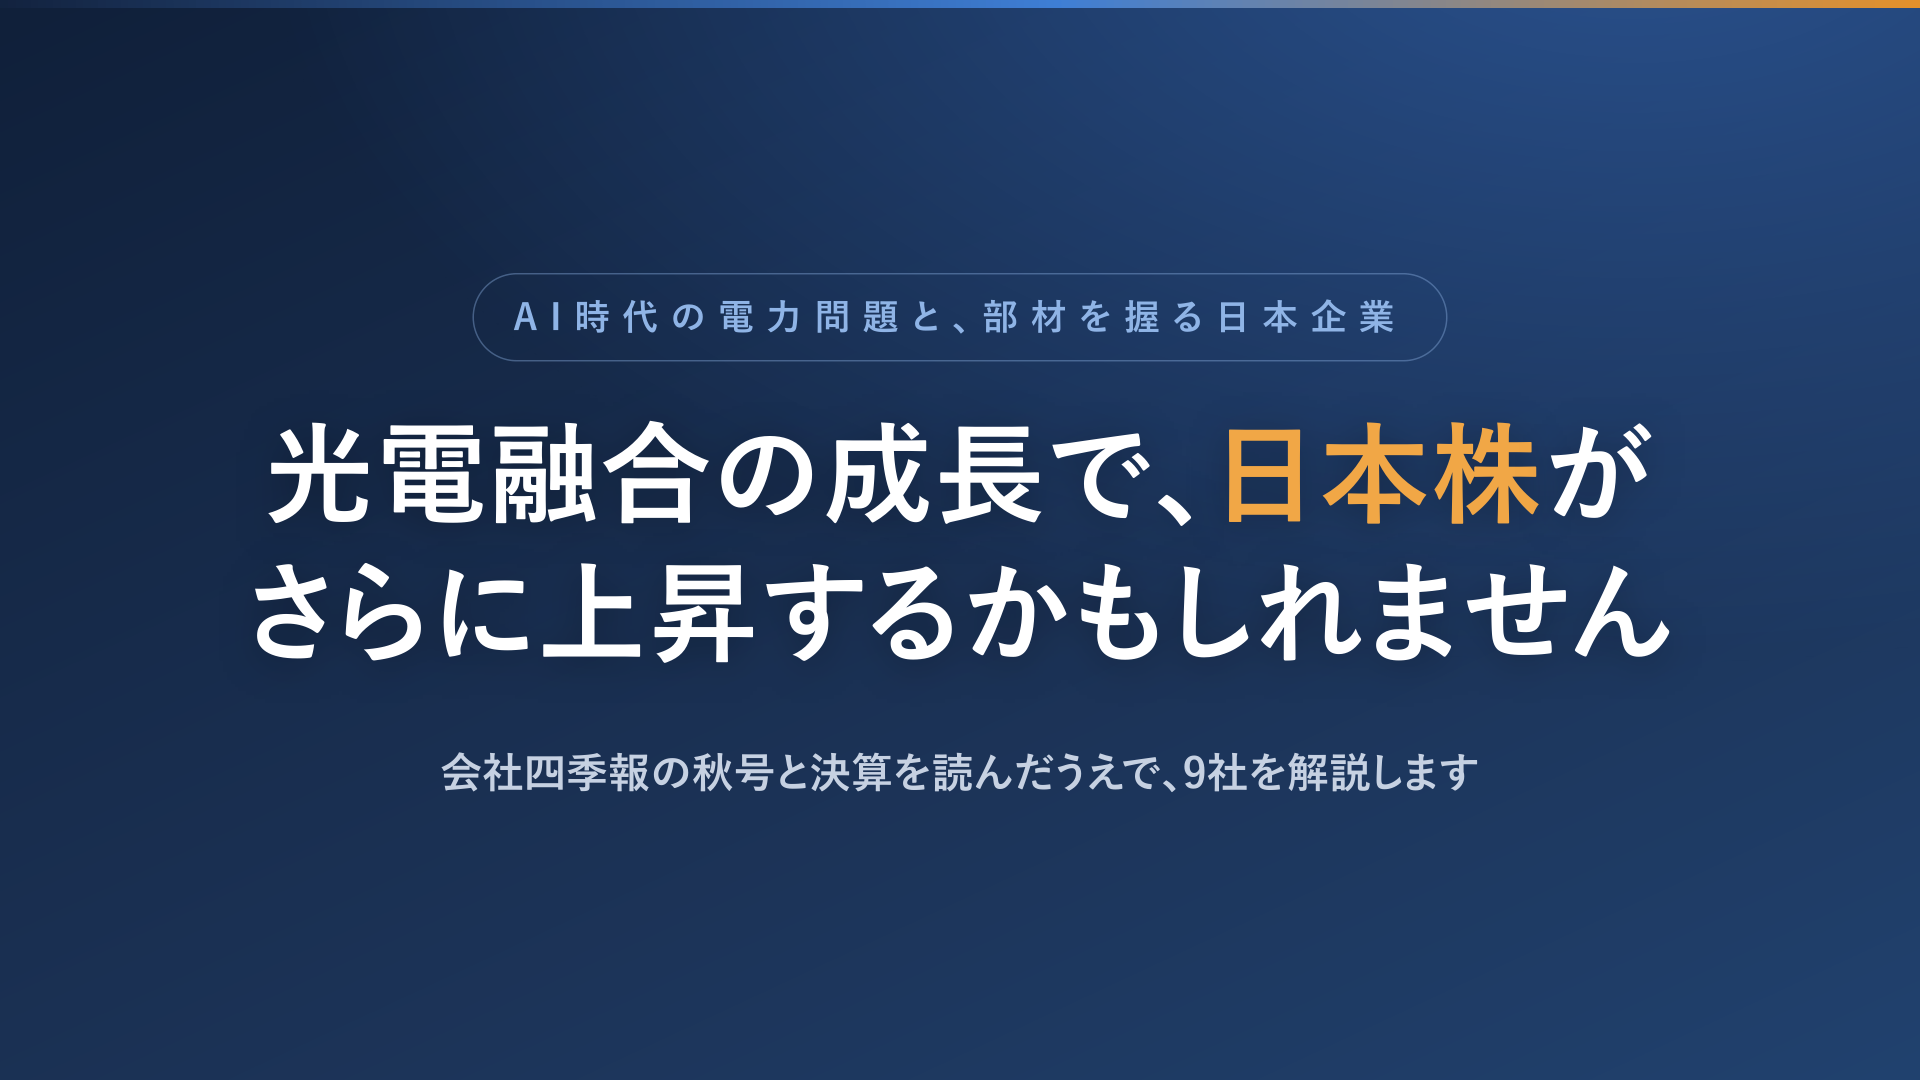 AI時代の電力問題と、部材を握る日本企業
光電融合の成長で、日本株が
さらに上昇するかもしれません
会社四季報の秋号と決算を読んだうえで、9社を解説します